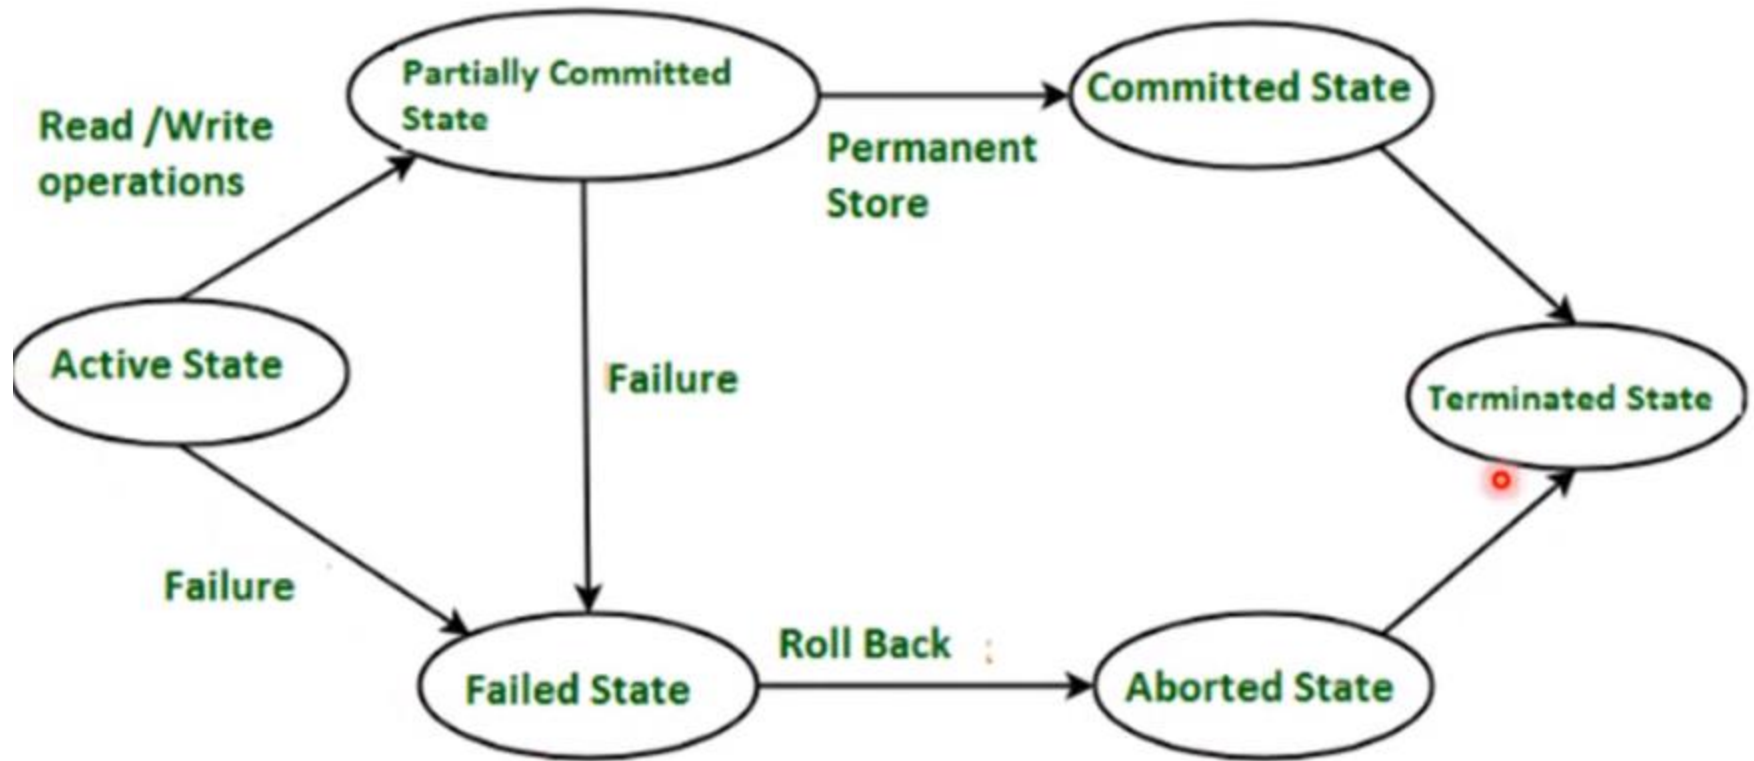 Partially Committed
State
Committed State
Read /Write
operations
Permanent
Store
Active State
Failure
Terminated State
Failure
Roll Back
Failed State
Aborted State